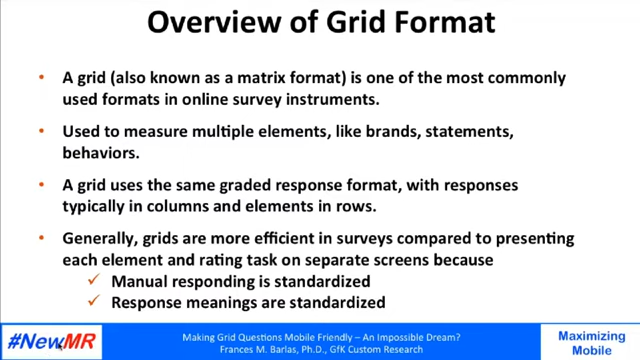 Overview of Grid Format
• A grid (also known as a matrix format) is one of the most commonly
used formats in online survey instruments.
• Used to measure multiple elements, like brands, statements,
behaviors.
• A grid uses the same graded response format, with responses
typically in columns and elements in rows.
• Generally, grids are more efficient in surveys compared to presenting
each element and rating task on separate screens because
✓ Manual responding is standardized
✓ Response meanings are standardized
#NewMR
Making Grid Questions Mobile Friendly – An Impossible Dream?
Frances M. Barlas, Ph.D., GfK Custom Research
Maximizing
Mobile